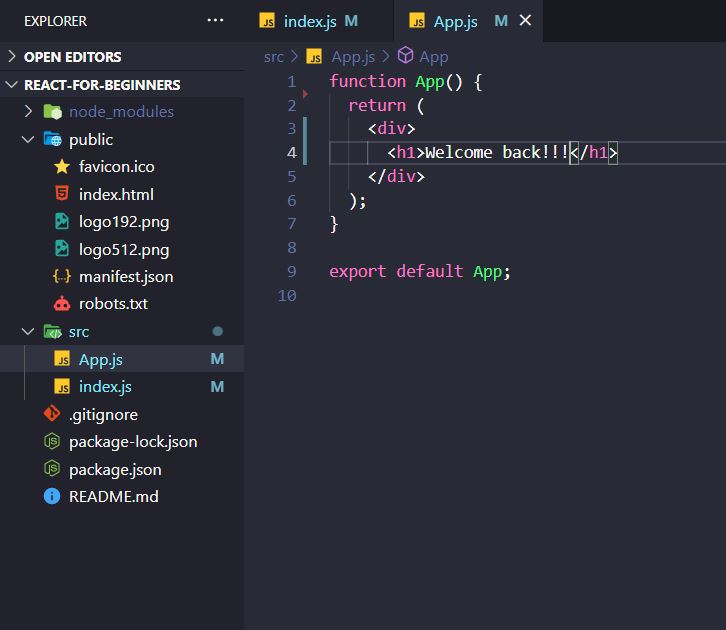 EXPLORER ...
OPEN EDITORS
REACT-FOR-BEGINNERS
node_modules
public
favicon.ico
index.html
logo192.png
logo512.png
manifest.json
robots.txt
src
App.js M
index.js M
.gitignore
package-lock.json
package.json
README.md
JS index.js M JS App.js M
src > JS App.js > App
1 function App() {
2   return (
3     <div>
4       <h1>Welcome back!!!</h1>
5     </div>
6   );
7 }
8
9 export default App;
10